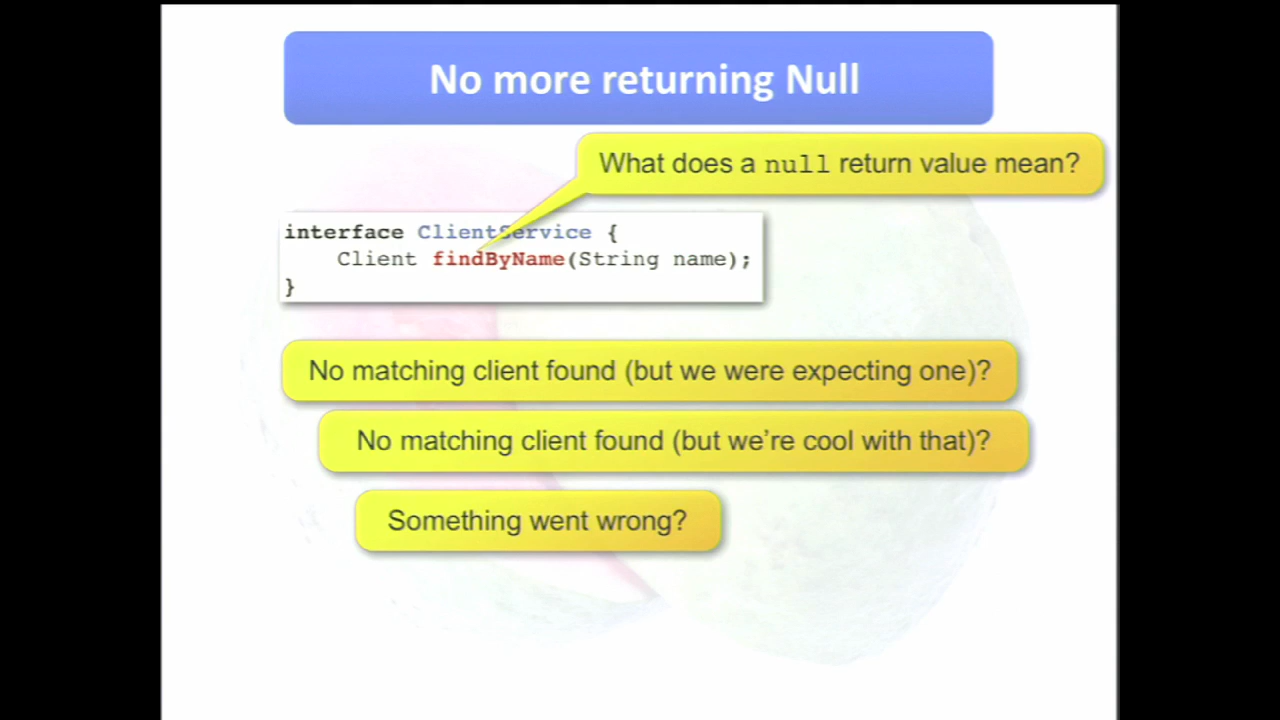 No more returning Null
What does a null return value mean?
interface ClientService {
Client findByName(String name);
}
No matching client found (but we were expecting one)?
No matching client found (but we're cool with that)?
Something went wrong?